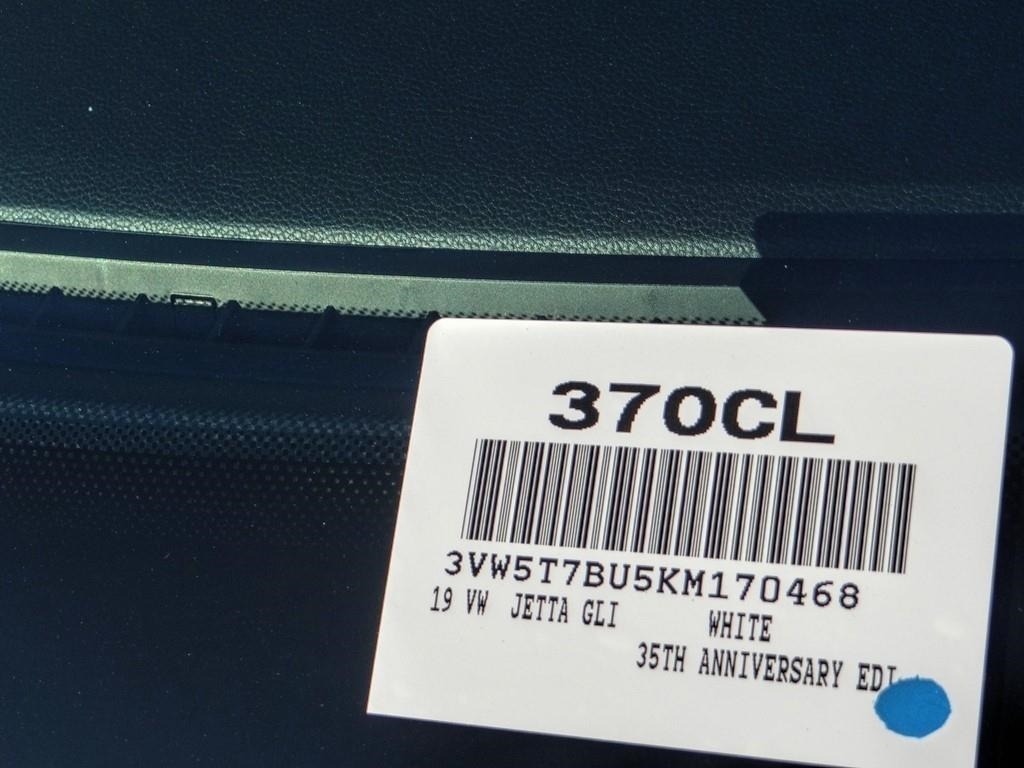 370CL
3VW5T7BU5KM170468
19 VW JETTA GLI WHITE
35TH ANNIVERSARY EDI